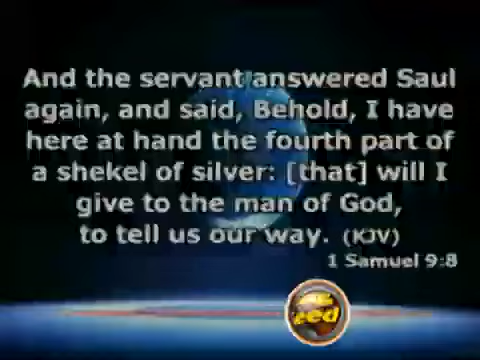 And the servant answered Saul
again, and said, Behold, I have
here at hand the fourth part of
a shekel of silver: [that] will I
give to the man of God,
to tell us our way. (KJV)
1 Samuel 9:8